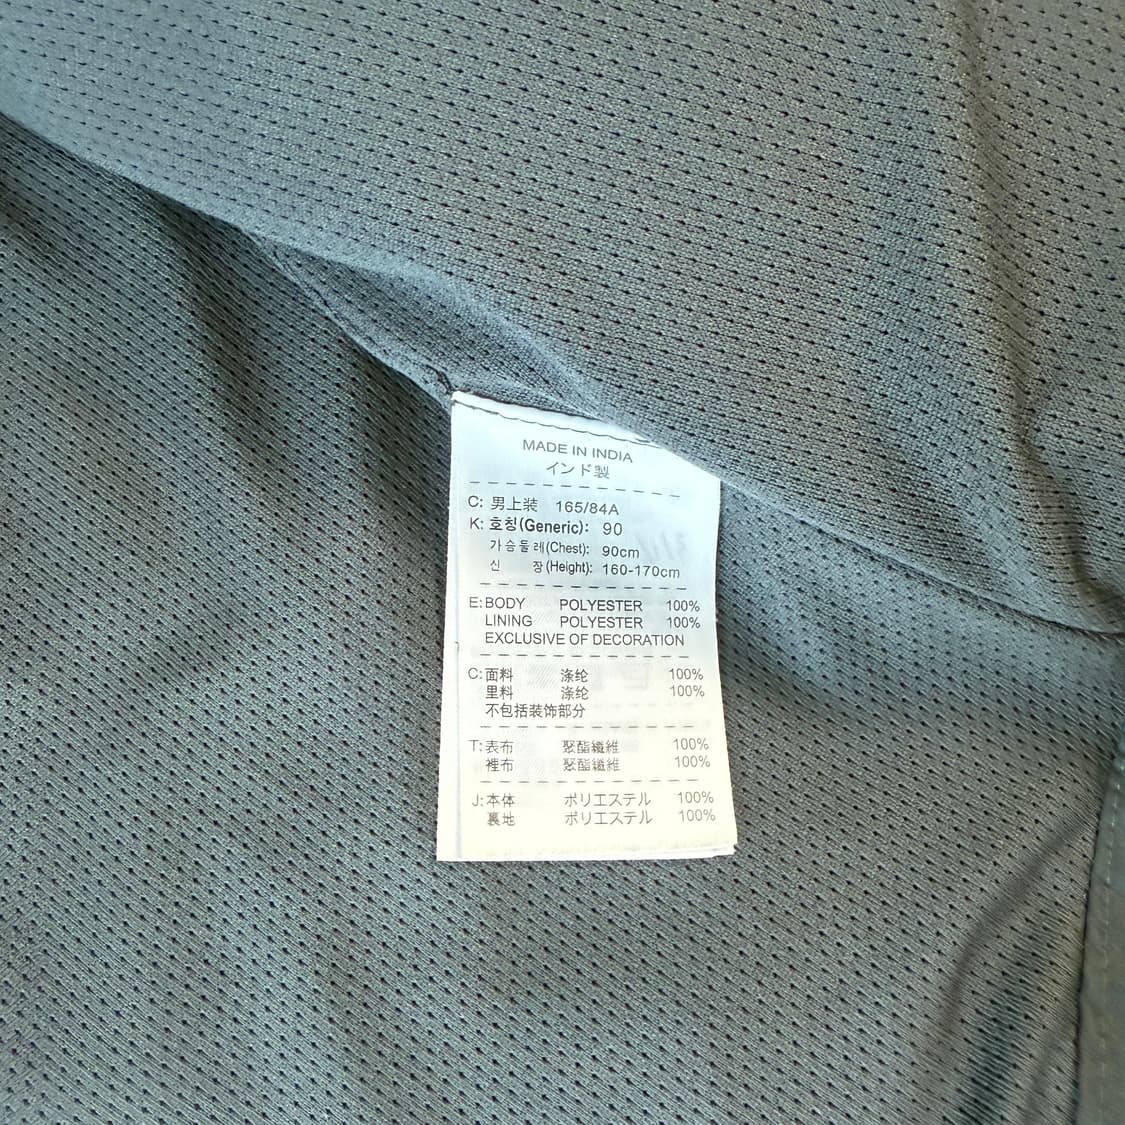 MADE IN INDIA
インド製
C: 男上装 165/84A
K: 호칭(Generic): 90
가슴둘레(Chest): 90cm
신 장(Height): 160-170cm
E: BODY POLYESTER 100%
LINING POLYESTER 100%
EXCLUSIVE OF DECORATION
C: 面料 涤纶 100%
里料 涤纶 100%
不包括装饰部分
T: 表布 聚酯纖維 100%
裡布 聚酯纖維 100%
J: 本体 ポリエステル 100%
裏地 ポリエステル 100%